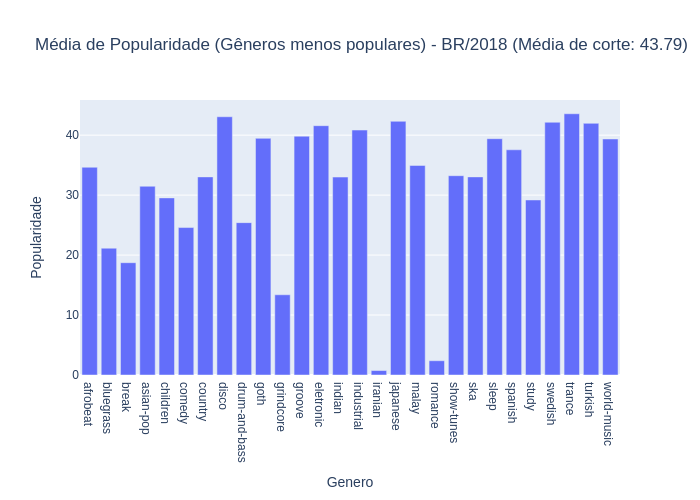 Média de Popularidade (Gêneros menos populares) - BR/2018 (Média de corte: 43.79)
Popularidade
40
30
20
10
0
afrobeat
bluegrass
break
asian-pop
children
comedy
country
disco
drum-and-bass
goth
grindcore
groove
eletronic
indian
industrial
iranian
japanese
malay
romance
show-tunes
ska
sleep
spanish
study
swedish
trance
turkish
world-music
Genero